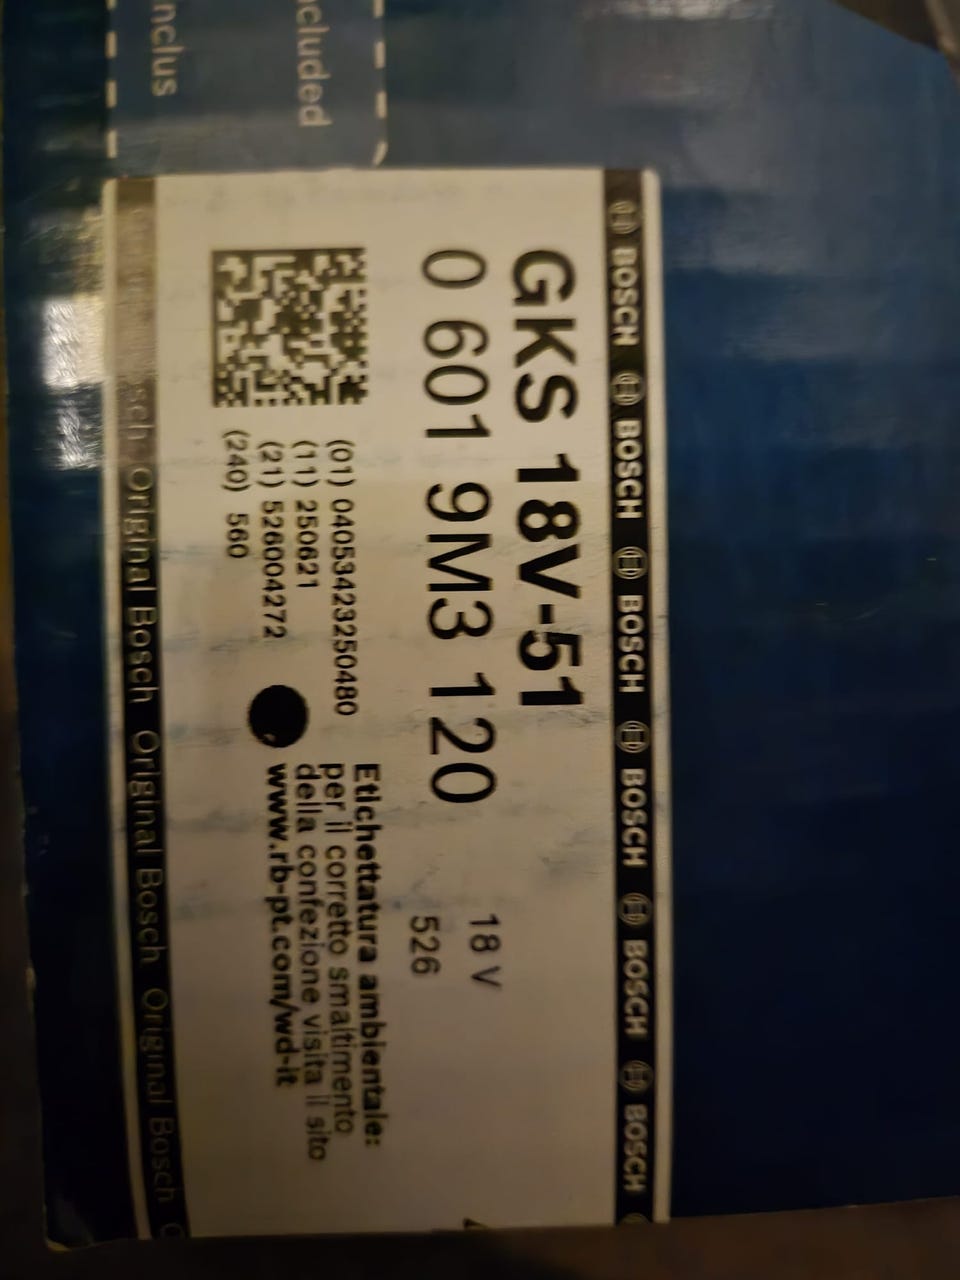 included
inclus
BOSCH BOSCH BOSCH BOSCH BOSCH BOSCH
GKS 18V-51
0 601 9M3 120
18 V
526
(01) 04053423250480
(11) 250621
(21) 526004272
(240) 560
Etichettatura ambientale:
per il corretto smaltimento
della confezione visita il sito
www.rb-pt.com/wd-it
Original Bosch Original Bosch Original Bosch